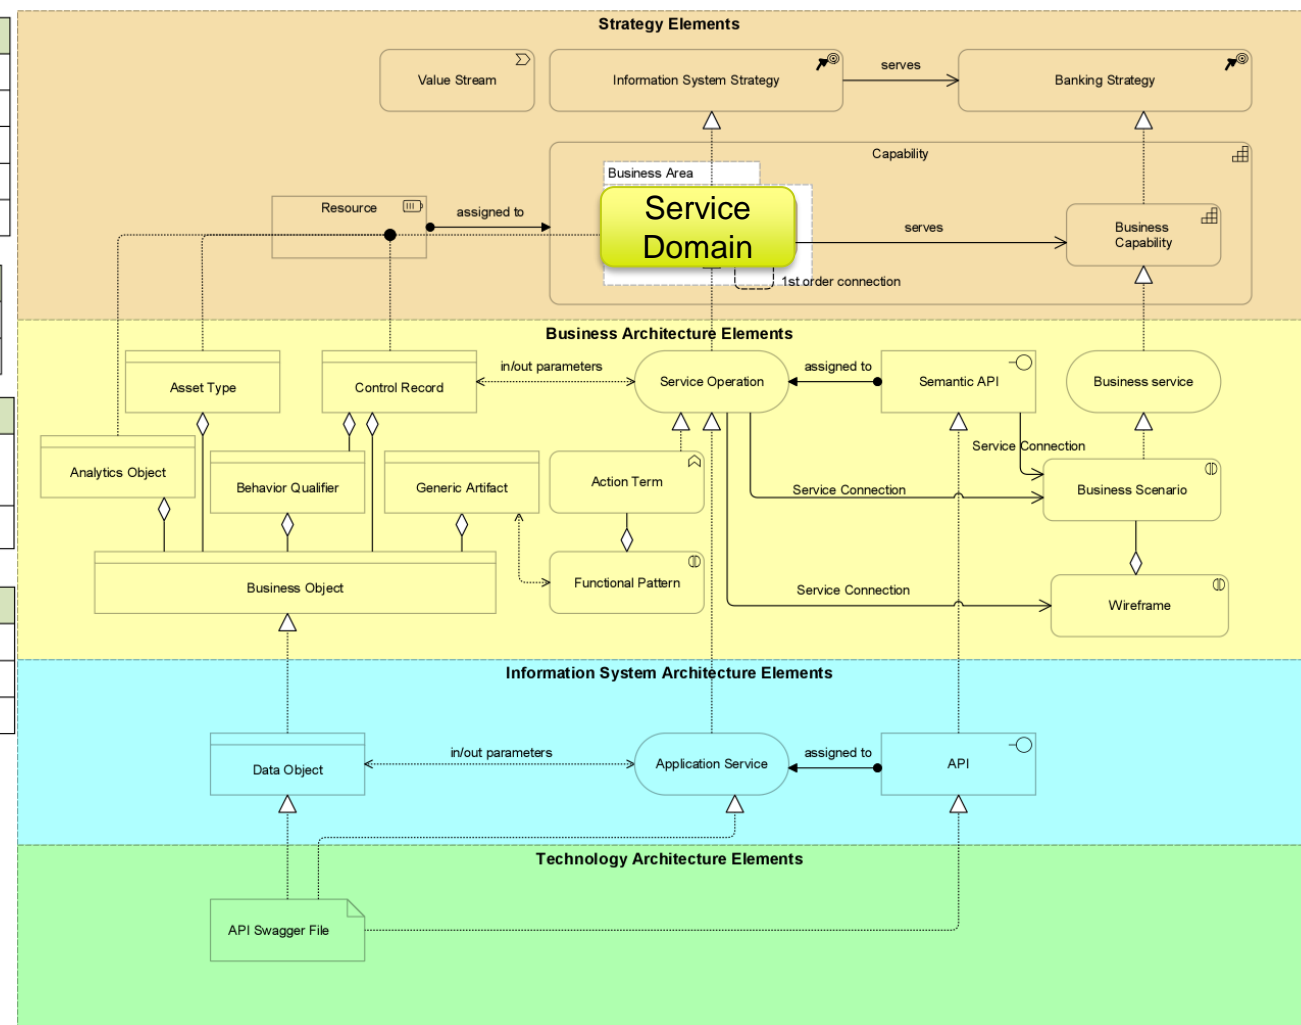 Strategy Elements
Value Stream
Information System Strategy
serves
Banking Strategy
Capability
Business Area
Resource
assigned to
Service
Domain
serves
Business
Capability
1st order connection
Business Architecture Elements
Asset Type
Control Record
in/out parameters
Service Operation
assigned to
Semantic API
Business service
Analytics Object
Behavior Qualifier
Generic Artifact
Action Term
Service Connection
Service Connection
Business Scenario
Business Object
Functional Pattern
Service Connection
Wireframe
Information System Architecture Elements
Data Object
in/out parameters
Application Service
assigned to
API
Technology Architecture Elements
API Swagger File